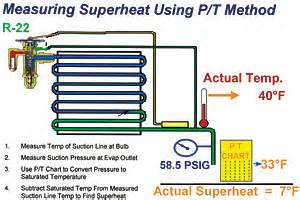 Measuring Superheat Using P/T Method
R-22
Actual Temp.
40°F
1. Measure Temp of Suction Line at Bulb
2. Measure Suction Pressure at Evap Outlet
3. Use P/T Chart to Convert Pressure to
Saturated Temperature
4. Subtract Saturated Temp From Measured
Suction Line Temp to Find Superheat
58.5 PSIG
P T
CHART
33°F
Actual Superheat = 7°F